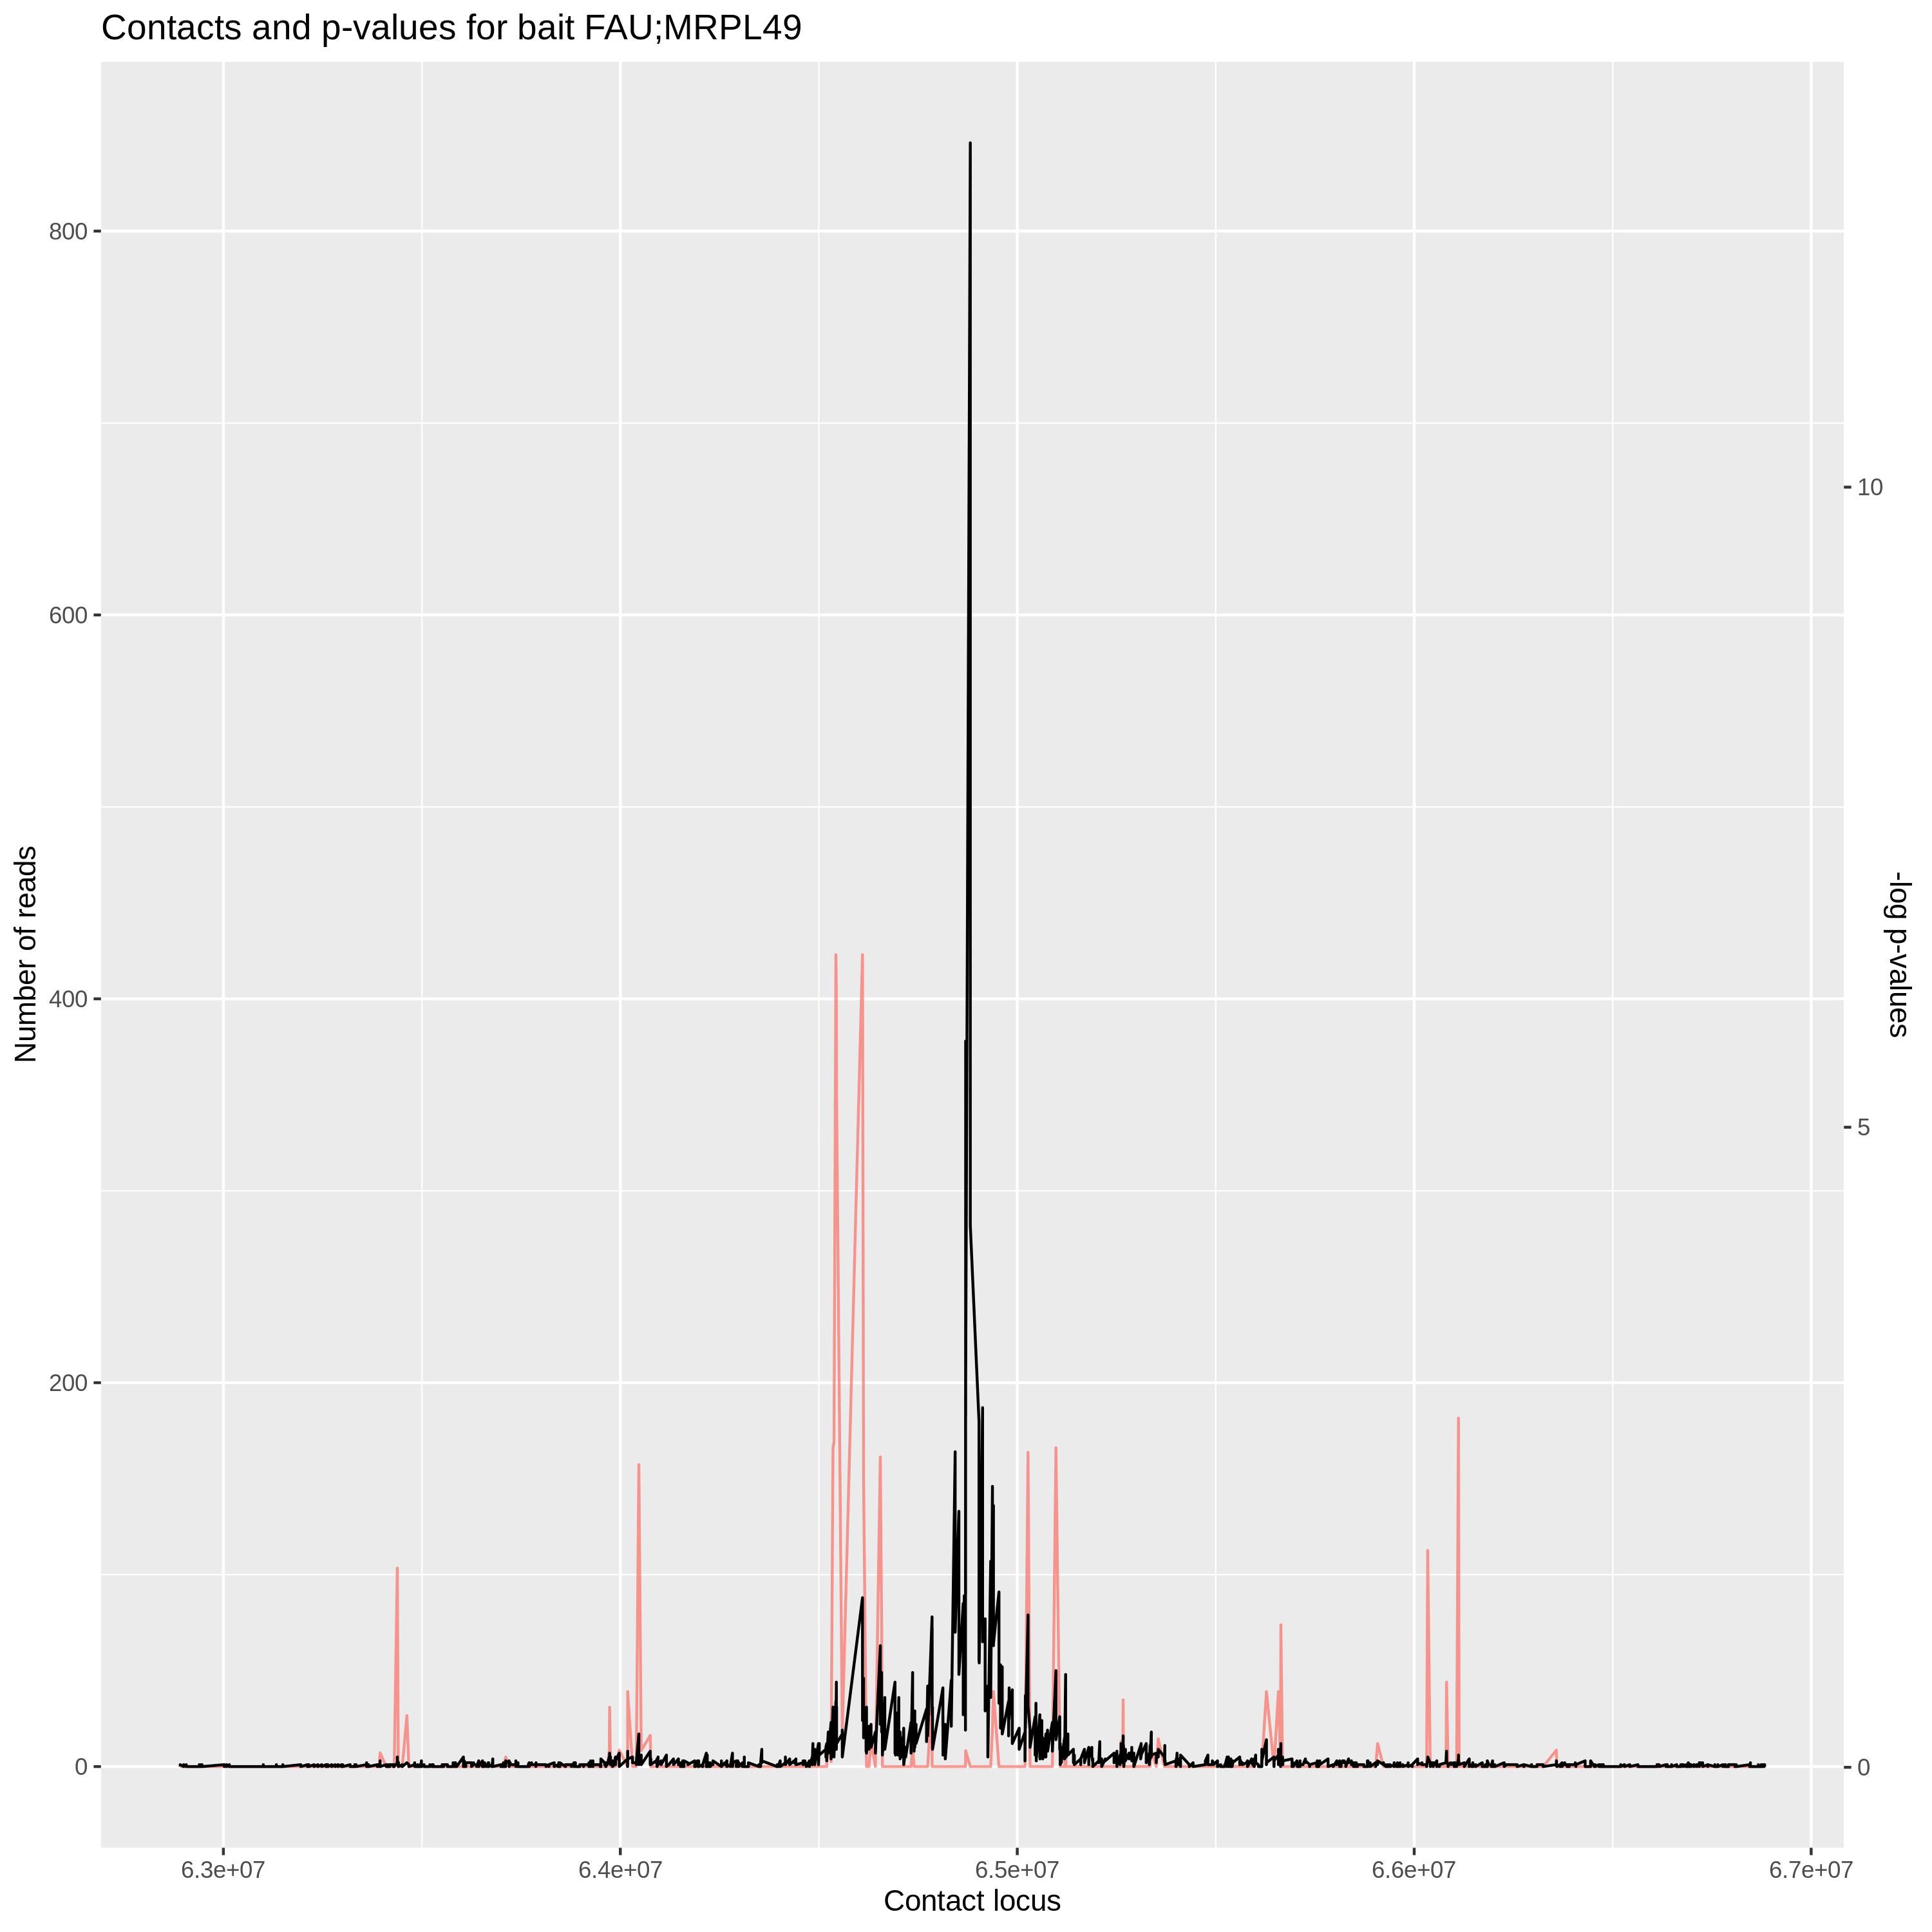 Contacts and p-values for bait FAU;MRPL49
800
600
400
200
0
Number of reads
10
5
0
-log p-values
6.3e+07
6.4e+07
6.5e+07
6.6e+07
6.7e+07
Contact locus